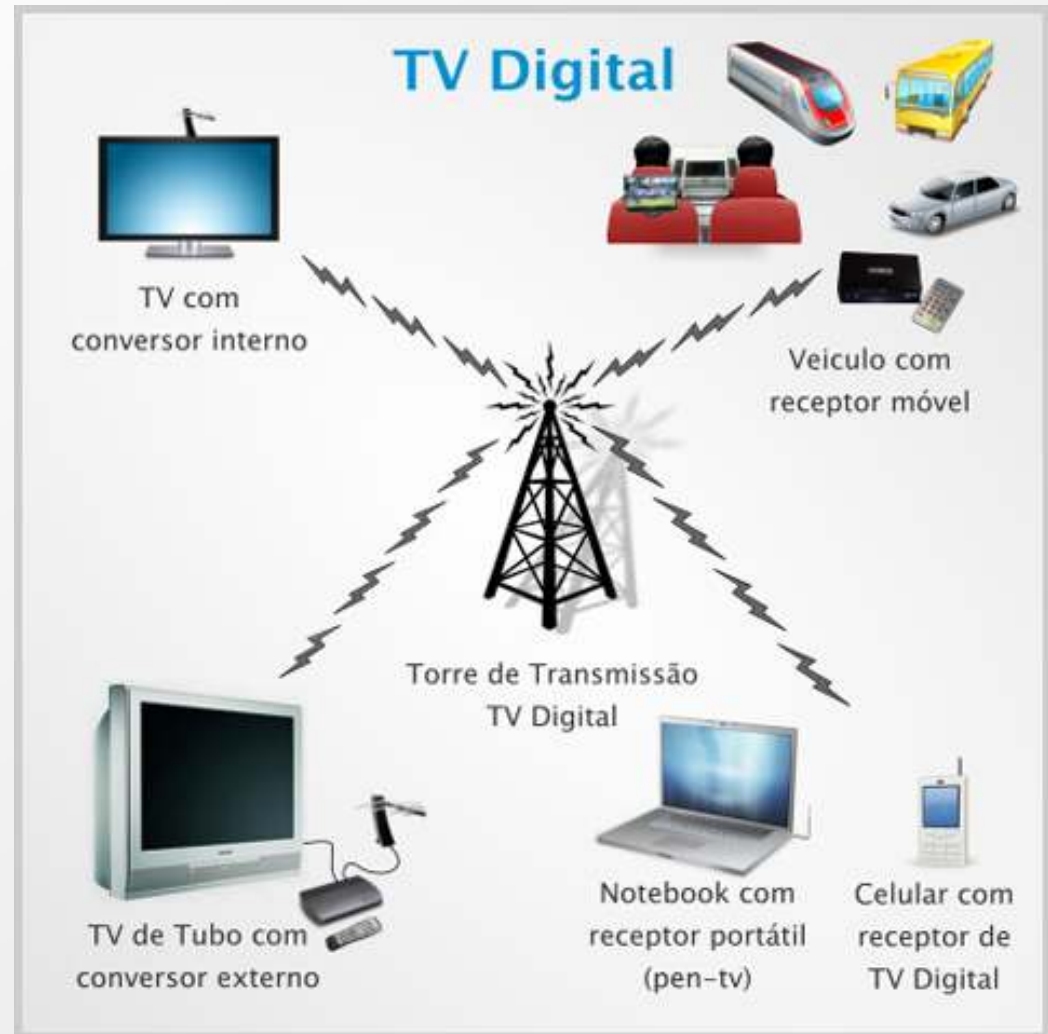 TV Digital
TV com
conversor interno
Veiculo com
receptor móvel
Torre de Transmissão
TV Digital
TV de Tubo com
conversor externo
Notebook com
receptor portátil
(pen-tv)
Celular com
receptor de
TV Digital